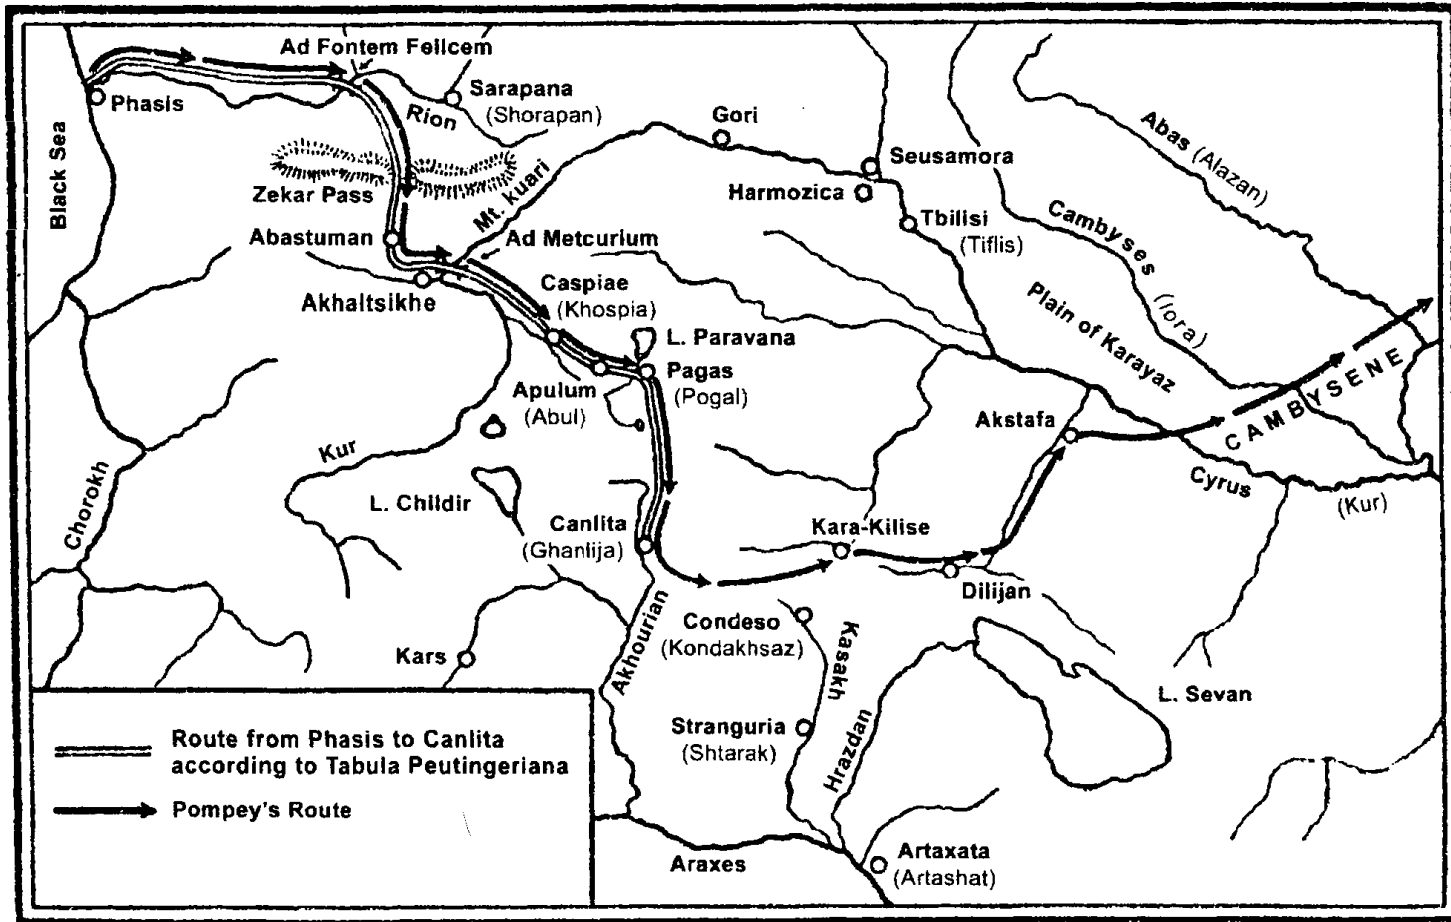 Ad Fontem Felicem
Phasis
Sarapana
(Shorapan)
Rion
Black Sea
Zekar Pass
Mt. kuari
Gori
Seusamora
Harmozica
Tbilisi
(Tiflis)
Abas (Alazan)
Cambyses
(Iora)
Plain of Karayaz
Abastuman
Ad Metcurium
Akhaltsikhe
Caspiae
(Khospia)
L. Paravana
Apulum
(Abul)
Pagas
(Pogal)
Akstafa
CAMBYSENE
Cyrus
(Kur)
Kur
L. Childir
Chorokh
Canlita
(Ghanlija)
Kara-Kilise
Dilijan
Condeso
(Kondakhsaz)
Kasakh
Akhourian
Kars
L. Sevan
Stranguria
(Shtarak)
Hrazdan
Araxes
Artaxata
(Artashat)
Route from Phasis to Canlita
according to Tabula Peutingeriana
Pompey's Route